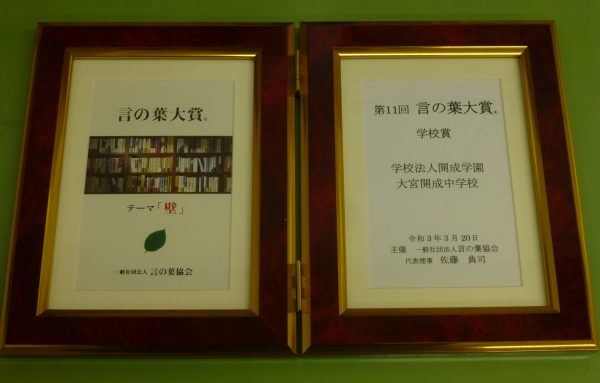 言の葉大賞®
テーマ「壁」
一般社団法人 言の葉協会
第11回 言の葉大賞®
学校賞
学校法人開成学園
大宮開成中学校
令和3年3月20日
主催 一般社団法人言の葉協会
代表理事 佐藤 典司